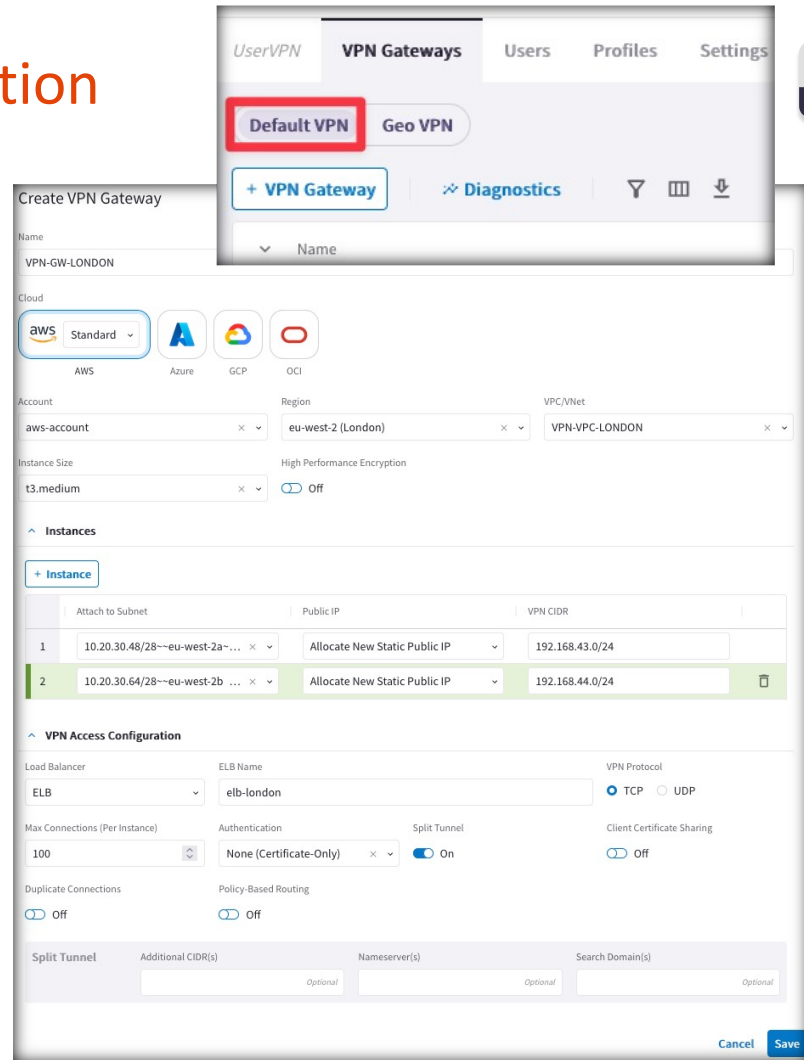 tion
UserVPN VPN Gateways Users Profiles Settings
Default VPN Geo VPN
+ VPN Gateway Diagnostics
Name
Create VPN Gateway
Name
VPN-GW-LONDON
Cloud
aws Standard
AWS Azure GCP OCI
Account Region VPC/VNet
aws-account eu-west-2 (London) VPN-VPC-LONDON
Instance Size High Performance Encryption
t3.medium Off
Instances
+ Instance
Attach to Subnet Public IP VPN CIDR
1 10.20.30.48/28~~eu-west-2a~... Allocate New Static Public IP 192.168.43.0/24
2 10.20.30.64/28~~eu-west-2b ... Allocate New Static Public IP 192.168.44.0/24
VPN Access Configuration
Load Balancer ELB Name VPN Protocol
ELB elb-london TCP UDP
Max Connections (Per Instance) Authentication Split Tunnel Client Certificate Sharing
100 None (Certificate-Only) On Off
Duplicate Connections Policy-Based Routing
Off Off
Split Tunnel Additional CIDR(s) Nameserver(s) Search Domain(s)
Optional Optional Optional
Cancel Save